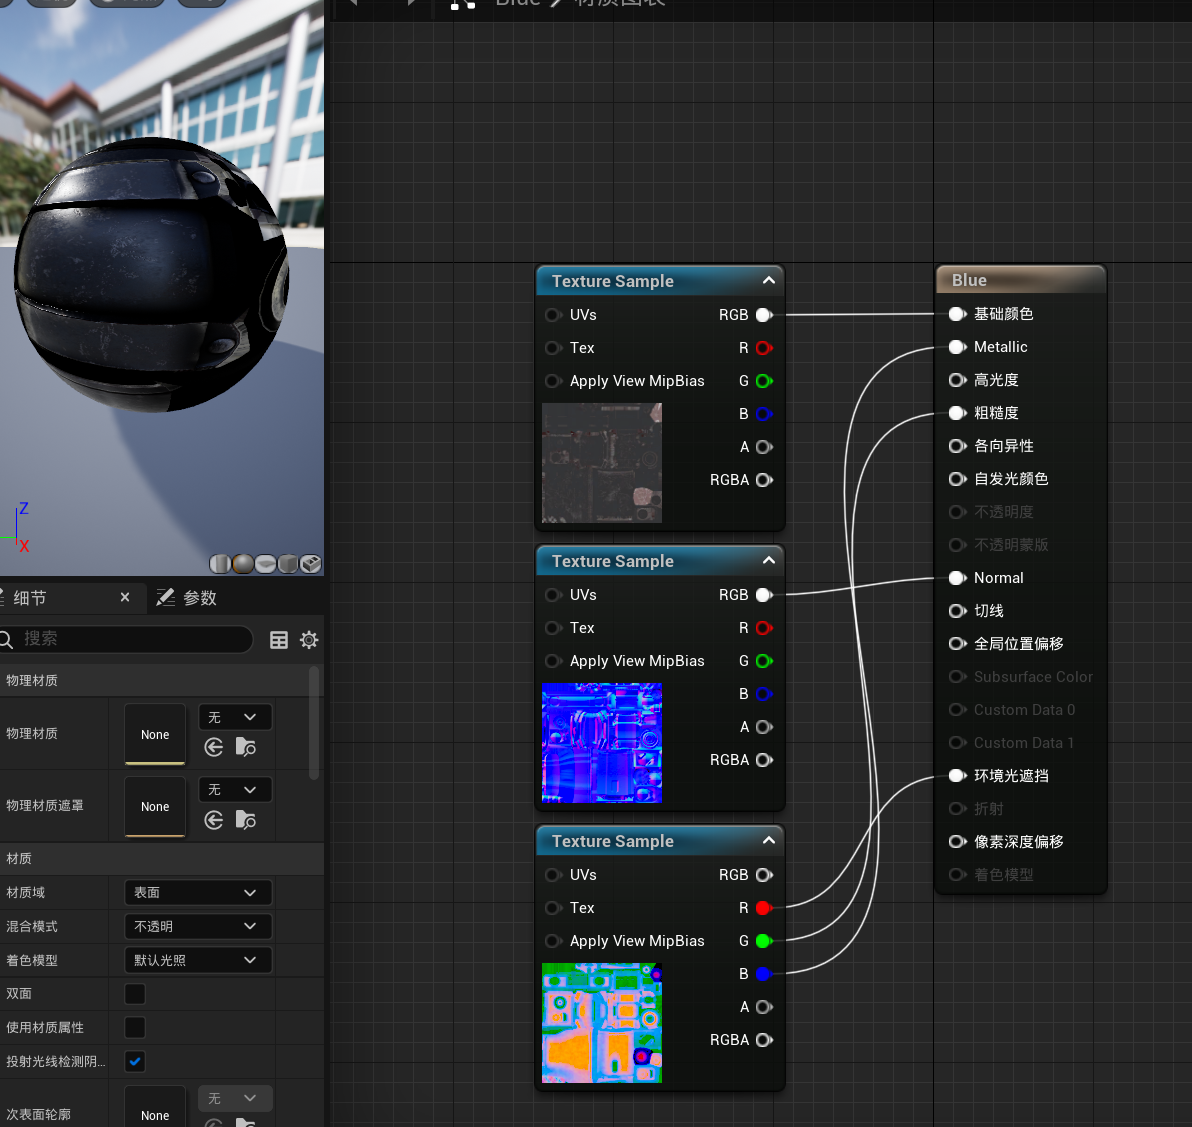 Blue
材质图表
Texture Sample
UVs
RGB
Tex
R
Apply View MipBias
G
B
A
RGBA
Texture Sample
UVs
RGB
Tex
R
Apply View MipBias
G
B
A
RGBA
Texture Sample
UVs
RGB
Tex
R
Apply View MipBias
G
B
A
RGBA
Blue
基础颜色
Metallic
高光度
粗糙度
各向异性
自发光颜色
不透明度
不透明蒙版
Normal
切线
全局位置偏移
Subsurface Color
Custom Data 0
Custom Data 1
环境光遮挡
折射
像素深度偏移
着色模型
Z
X
细节
参数
搜索
物理材质
物理材质
None
无
物理材质遮罩
None
无
材质
材质域
表面
混合模式
不透明
着色模型
默认光照
双面
使用材质属性
投射光线检测阴...
次表面轮廓
None
无